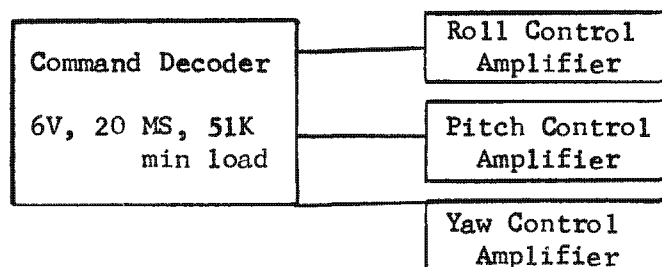 Command Decoder
6V, 20 MS, 51K
min load
Roll Control
Amplifier
Pitch Control
Amplifier
Yaw Control
Amplifier